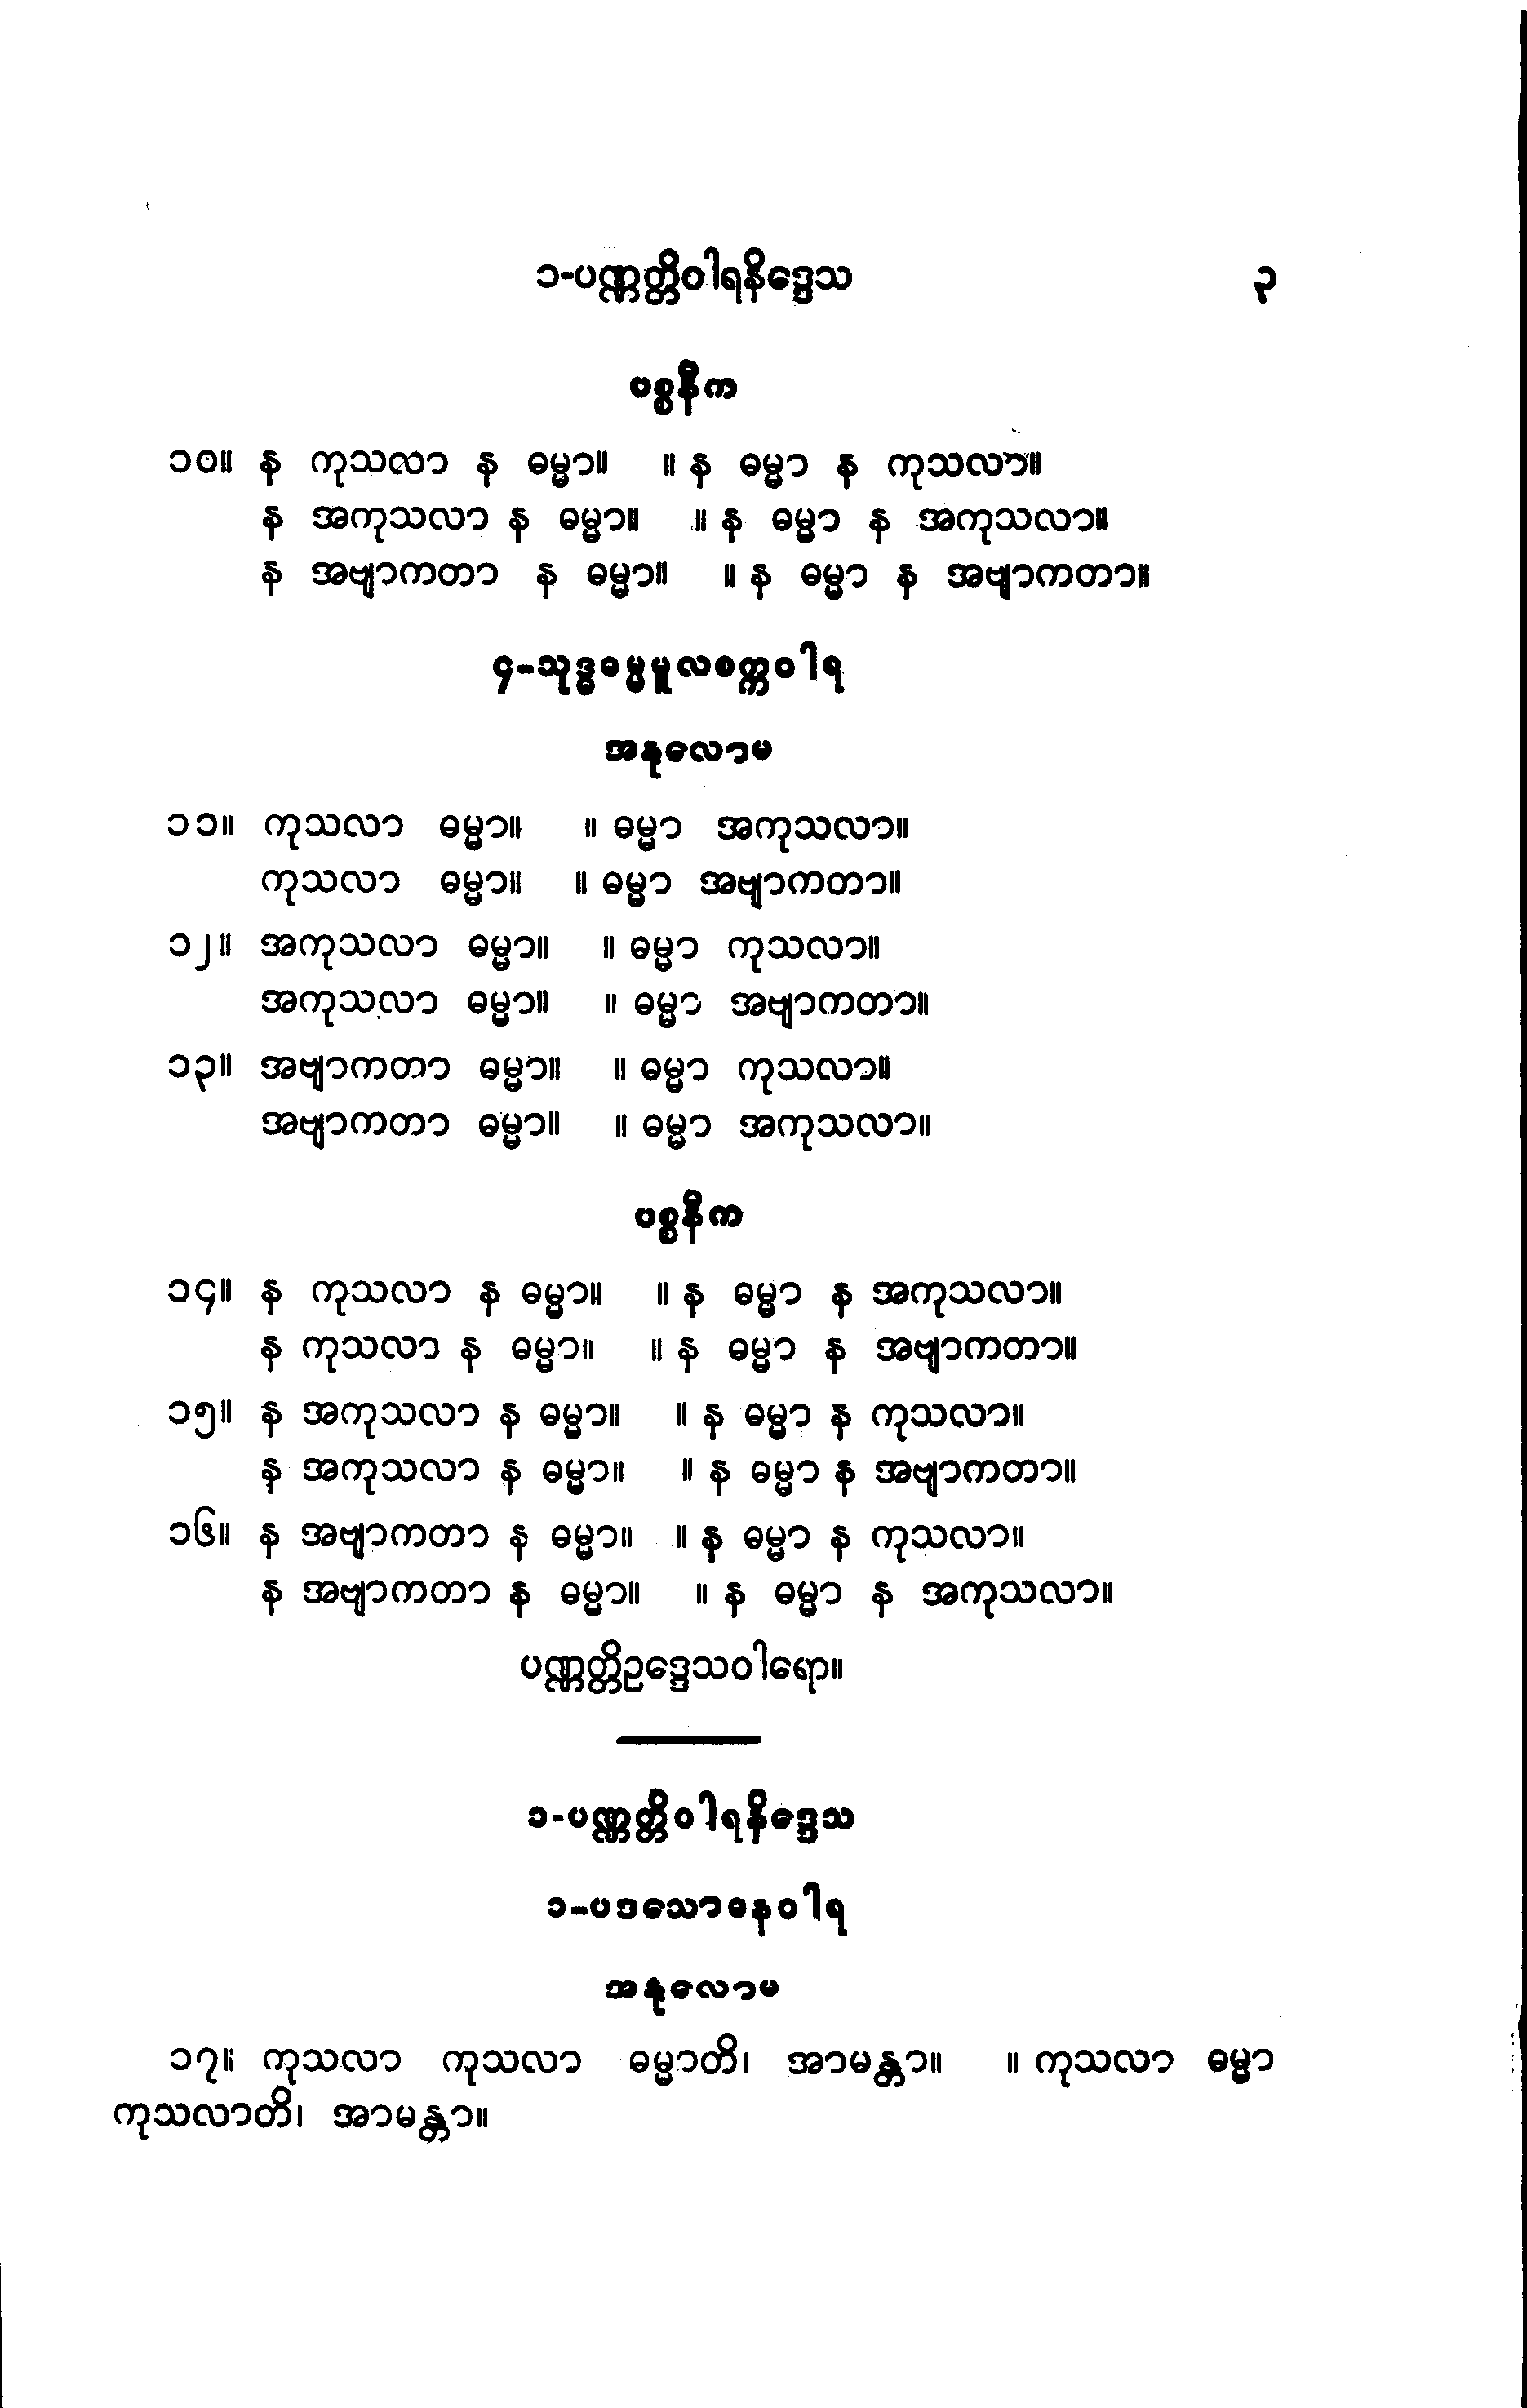 ၁-ပဏ္ဏတ္တိဝါရနိဒ္ဒေသ ၃
ပစ္စနီက
၁၀။ န ကုသလာ န ဓမ္မာ။ ။ န ဓမ္မာ န ကုသလာ။
န အကုသလာ န ဓမ္မာ။ ။ န ဓမ္မာ န အကုသလာ။
န အဗျာကတာ န ဓမ္မာ။ ။ န ဓမ္မာ န အဗျာကတာ။
၄-သုဒ္ဓဓမ္မမူလစက္ကဝါရ
အနုလောမ
၁၁။ ကုသလာ ဓမ္မာ။ ။ ဓမ္မာ အကုသလာ။
ကုသလာ ဓမ္မာ။ ။ ဓမ္မာ အဗျာကတာ။
၁၂။ အကုသလာ ဓမ္မာ။ ။ ဓမ္မာ ကုသလာ။
အကုသလာ ဓမ္မာ။ ။ ဓမ္မာ အဗျာကတာ။
၁၃။ အဗျာကတာ ဓမ္မာ။ ။ ဓမ္မာ ကုသလာ။
အဗျာကတာ ဓမ္မာ။ ။ ဓမ္မာ အကုသလာ။
ပစ္စနီက
၁၄။ န ကုသလာ န ဓမ္မာ။ ။ န ဓမ္မာ န အကုသလာ။
န ကုသလာ န ဓမ္မာ။ ။ န ဓမ္မာ န အဗျာကတာ။
၁၅။ န အကုသလာ န ဓမ္မာ။ ။ န ဓမ္မာ န ကုသလာ။
န အကုသလာ န ဓမ္မာ။ ။ န ဓမ္မာ န အဗျာကတာ။
၁၆။ န အဗျာကတာ န ဓမ္မာ။ ။ န ဓမ္မာ န ကုသလာ။
န အဗျာကတာ န ဓမ္မာ။ ။ န ဓမ္မာ န အကုသလာ။
ပဏ္ဏတ္တိဥဒ္ဒေသဝါရော။
၁-ပဏ္ဏတ္တိဝါရနိဒ္ဒေသ
၁-ပဒသောဓနဝါရ
အနုလောမ
၁၇။ ကုသလာ ကုသလာ ဓမ္မာတိ၊ အာမန္တာ။ ။ ကုသလာ ဓမ္မာ
ကုသလာတိ၊ အာမန္တာ။